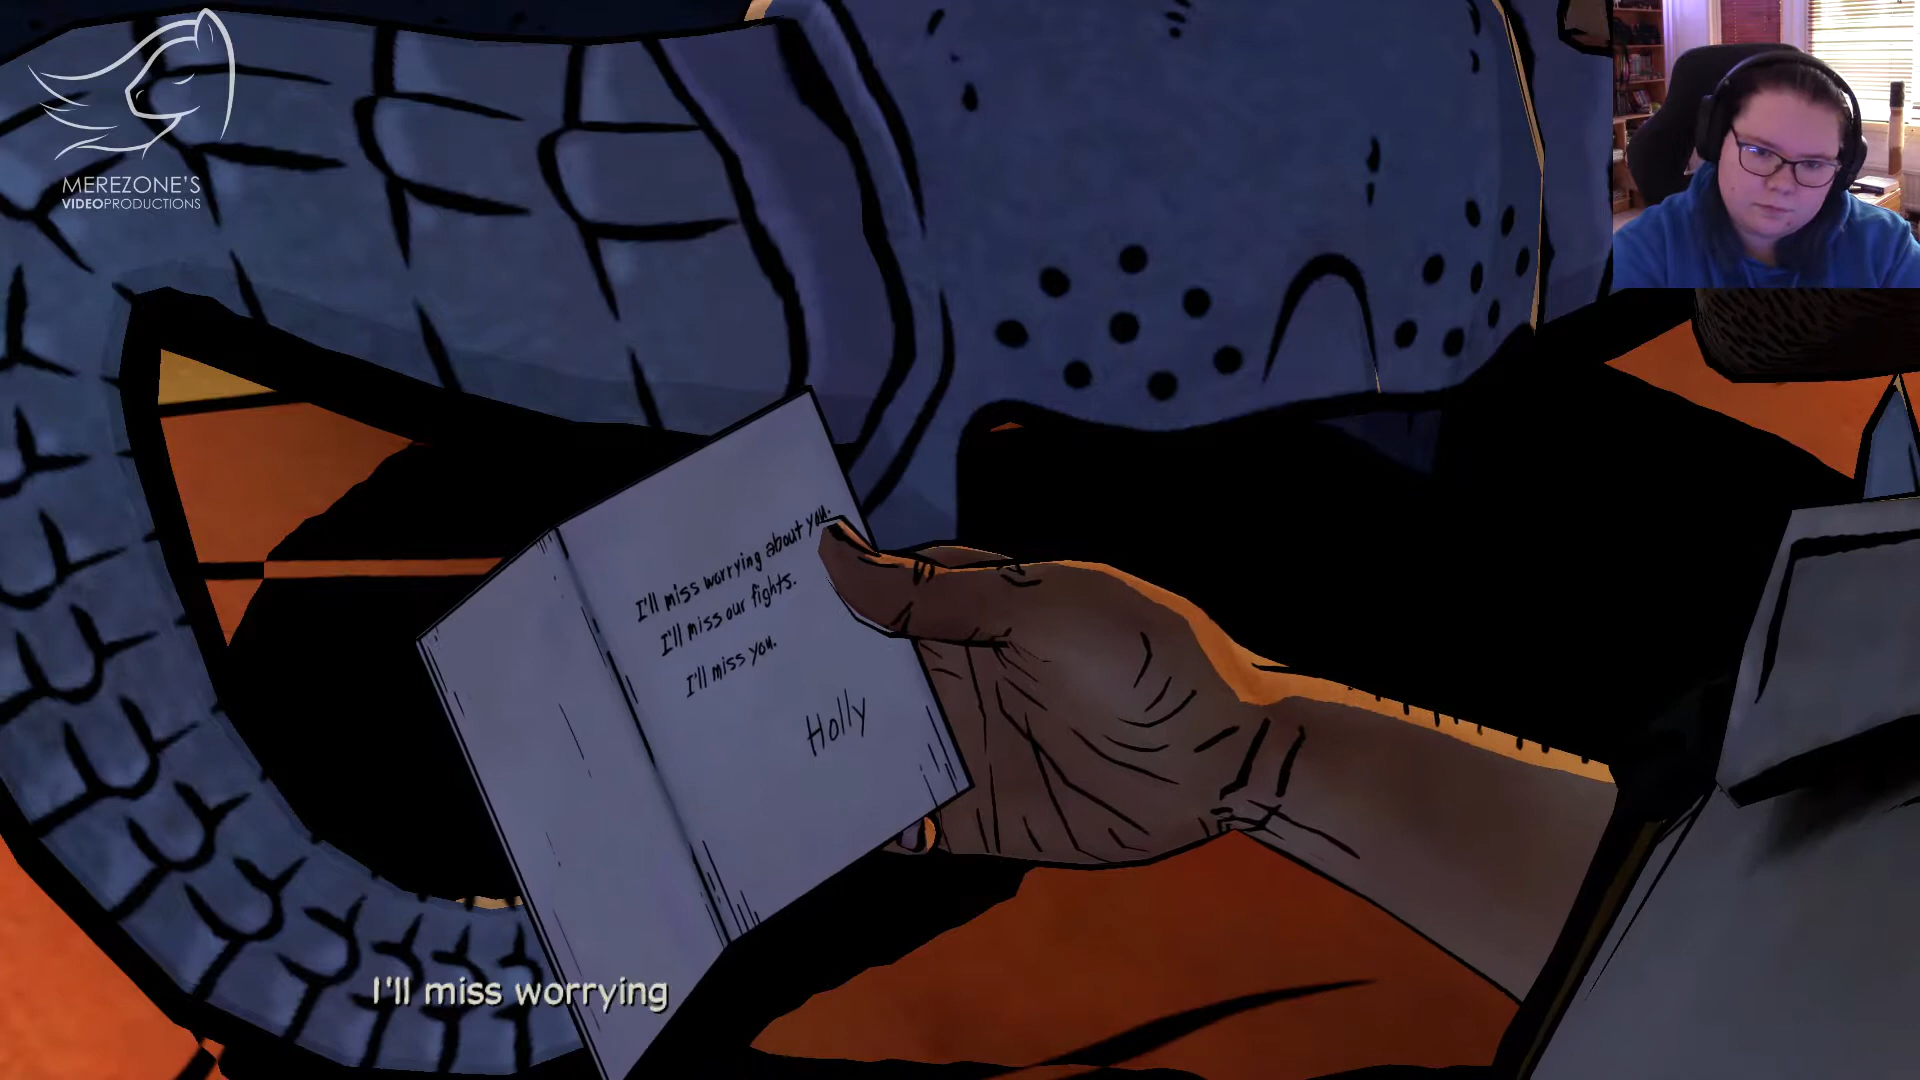 MEREZONE'S
VIDEOPRODUCTIONS
I'll miss worrying about you.
I'll miss our fights.
I'll miss you.
Holly
I'll miss worrying